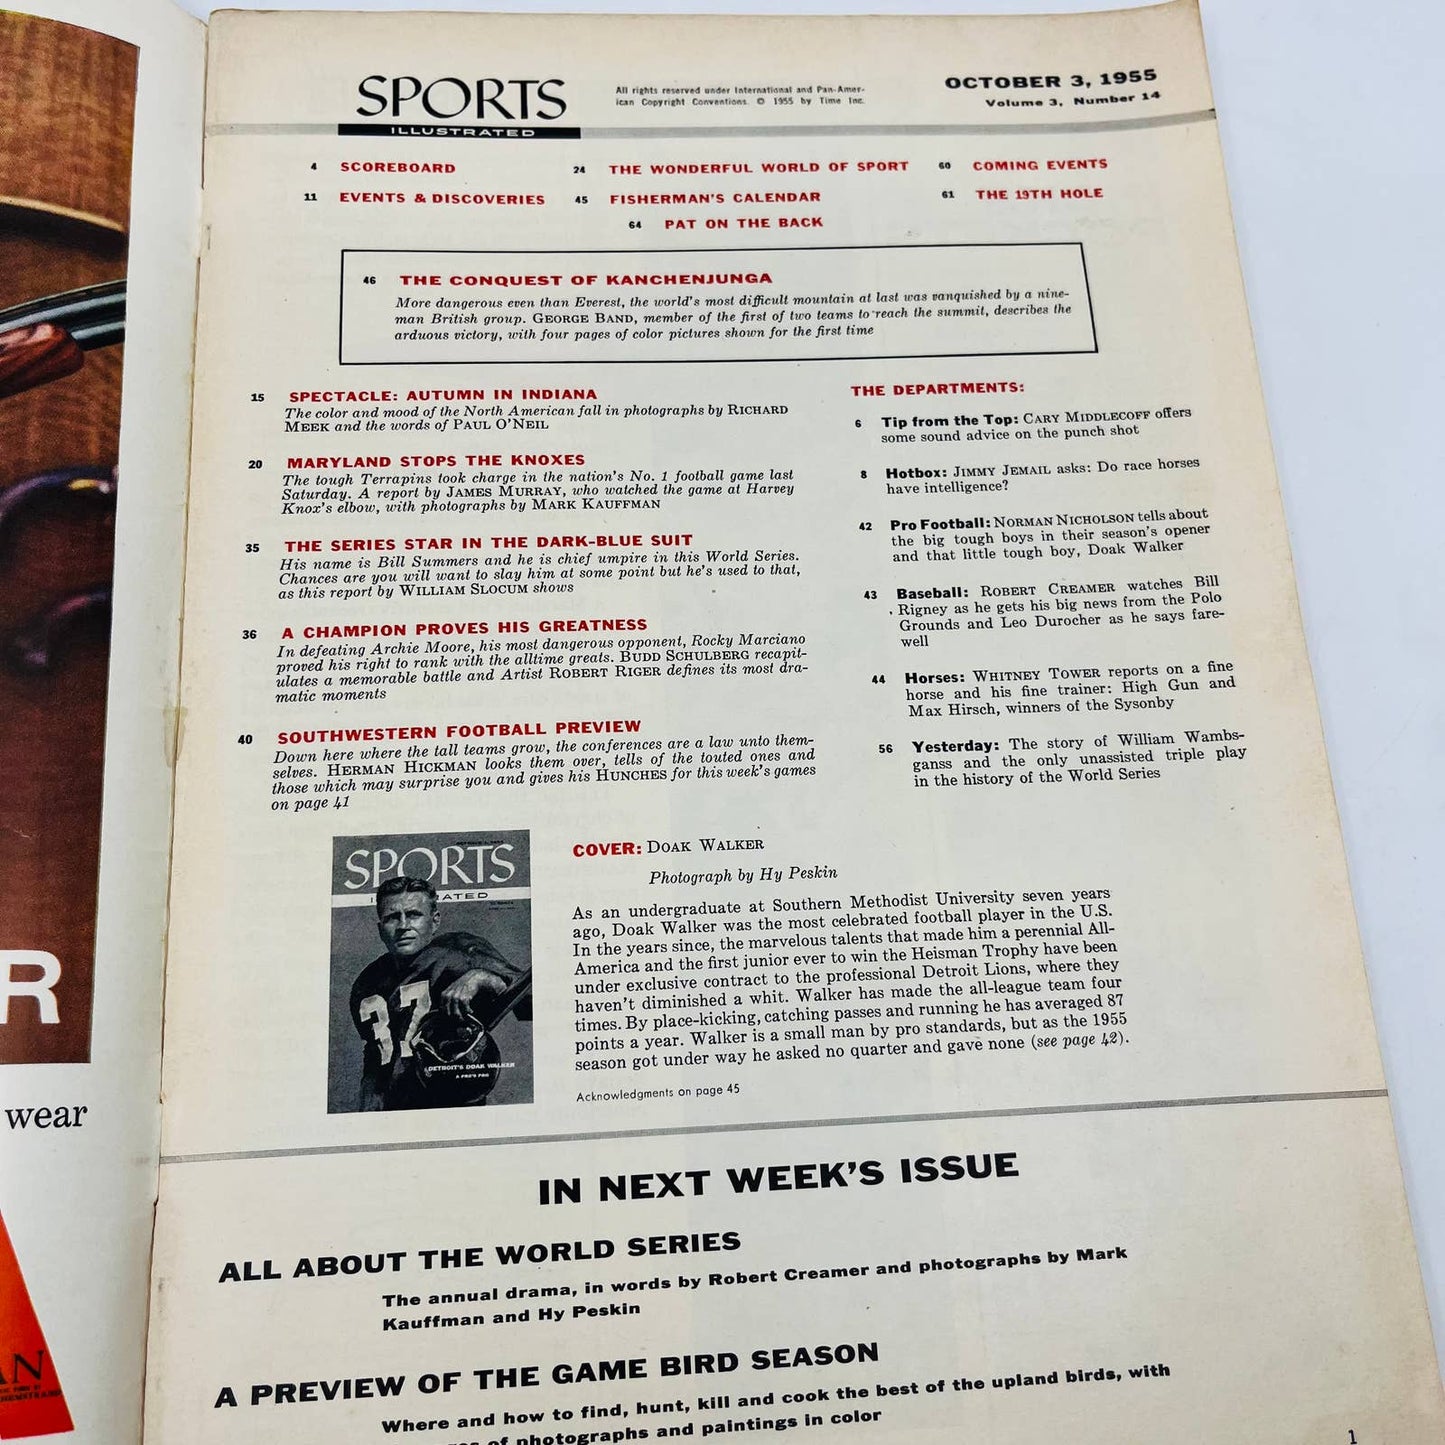 SPORTS
ILLUSTRATED
All rights reserved under International and Pan-Amer-
ican Copyright Conventions. © 1955 by Time Inc.
OCTOBER 3, 1955
Volume 3, Number 14
4 SCOREBOARD
24 THE WONDERFUL WORLD OF SPORT
60 COMING EVENTS
11 EVENTS & DISCOVERIES
45 FISHERMAN'S CALENDAR
61 THE 19TH HOLE
64 PAT ON THE BACK
46 THE CONQUEST OF KANCHENJUNGA
More dangerous even than Everest, the world's most difficult mountain at last was vanquished by a nine-
man British group. GEORGE BAND, member of the first of two teams to reach the summit, describes the
arduous victory, with four pages of color pictures shown for the first time
15 SPECTACLE: AUTUMN IN INDIANA
The color and mood of the North American fall in photographs by RICHARD
MEEK and the words of PAUL O'NEIL
20 MARYLAND STOPS THE KNOXES
The tough Terrapins took charge in the nation's No. 1 football game last
Saturday. A report by JAMES MURRAY, who watched the game at Harvey
Knox's elbow, with photographs by MARK KAUFFMAN
35 THE SERIES STAR IN THE DARK-BLUE SUIT
His name is Bill Summers and he is chief umpire in this World Series.
Chances are you will want to slay him at some point but he's used to that,
as this report by WILLIAM SLOCUM shows
36 A CHAMPION PROVES HIS GREATNESS
In defeating Archie Moore, his most dangerous opponent, Rocky Marciano
proved his right to rank with the alltime greats. BUDD SCHULBERG recapit-
ulates a memorable battle and Artist ROBERT RIGER defines its most dra-
matic moments
40 SOUTHWESTERN FOOTBALL PREVIEW
Down here where the tall teams grow, the conferences are a law unto them-
selves. HERMAN HICKMAN looks them over, tells of the touted ones and
those which may surprise you and gives his HUNCHES for this week's games
on page 41
THE DEPARTMENTS:
6 Tip from the Top: CARY MIDDLECOFF offers
some sound advice on the punch shot
8 Hotbox: JIMMY JEMAIL asks: Do race horses
have intelligence?
42 Pro Football: NORMAN NICHOLSON tells about
the big tough boys in their season's opener
and that little tough boy, Doak Walker
43 Baseball: ROBERT CREAMER watches Bill
Rigney as he gets his big news from the Polo
Grounds and Leo Durocher as he says fare-
well
44 Horses: WHITNEY TOWER reports on a fine
horse and his fine trainer: High Gun and
Max Hirsch, winners of the Sysonby
56 Yesterday: The story of William Wambs-
ganss and the only unassisted triple play
in the history of the World Series
SPORTS
37
DETROIT'S DOAK WALKER
A PRO'S PRO
COVER: DOAK WALKER
Photograph by Hy Peskin
As an undergraduate at Southern Methodist University seven years
ago, Doak Walker was the most celebrated football player in the U.S.
In the years since, the marvelous talents that made him a perennial All-
America and the first junior ever to win the Heisman Trophy have been
under exclusive contract to the professional Detroit Lions, where they
haven't diminished a whit. Walker has made the all-league team four
times. By place-kicking, catching passes and running he has averaged 87
points a year. Walker is a small man by pro standards, but as the 1955
season got under way he asked no quarter and gave none (see page 42).
Acknowledgments on page 45
IN NEXT WEEK'S ISSUE
ALL ABOUT THE WORLD SERIES
The annual drama, in words by Robert Creamer and photographs by Mark
Kauffman and Hy Peskin
A PREVIEW OF THE GAME BIRD SEASON
Where and how to find, hunt, kill and cook the best of the upland birds, with
of photographs and paintings in color
1
R
wear
AN